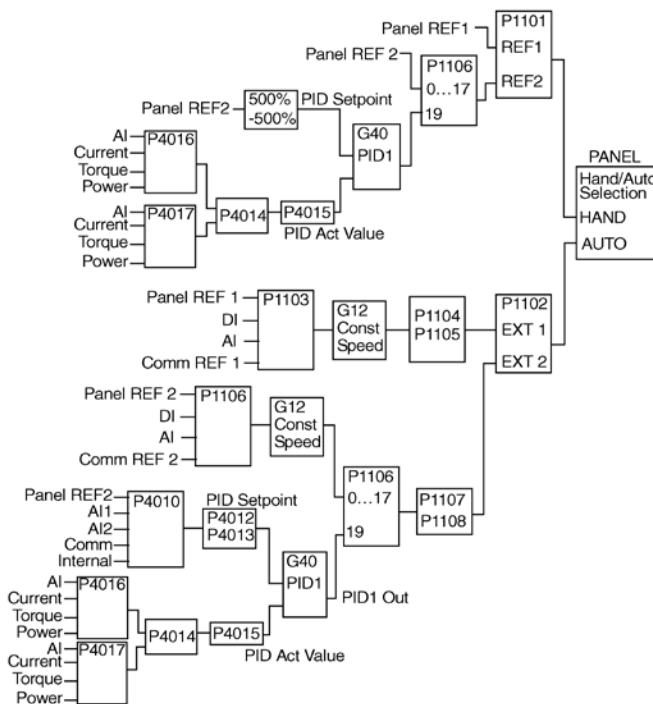 Panel REF1
P1101
REF1
REF2
Panel REF 2
P1106
0...17
19
Panel REF2
500%
-500%
PID Setpoint
G40
PID1
AI
Current
Torque
Power
P4016
AI
Current
Torque
Power
P4017
P4014
P4015
PID Act Value
PANEL
Hand/Auto
Selection
HAND
AUTO
Panel REF 1
DI
AI
Comm REF 1
P1103
G12
Const
Speed
P1104
P1105
P1102
EXT 1
EXT 2
Panel REF 2
DI
AI
Comm REF 2
P1106
G12
Const
Speed
P1106
0...17
19
P1107
P1108
Panel REF2
AI1
AI2
Comm
Internal
P4010
PID Setpoint
P4012
P4013
G40
PID1
PID1 Out
AI
Current
Torque
Power
P4016
AI
Current
Torque
Power
P4017
P4014
P4015
PID Act Value